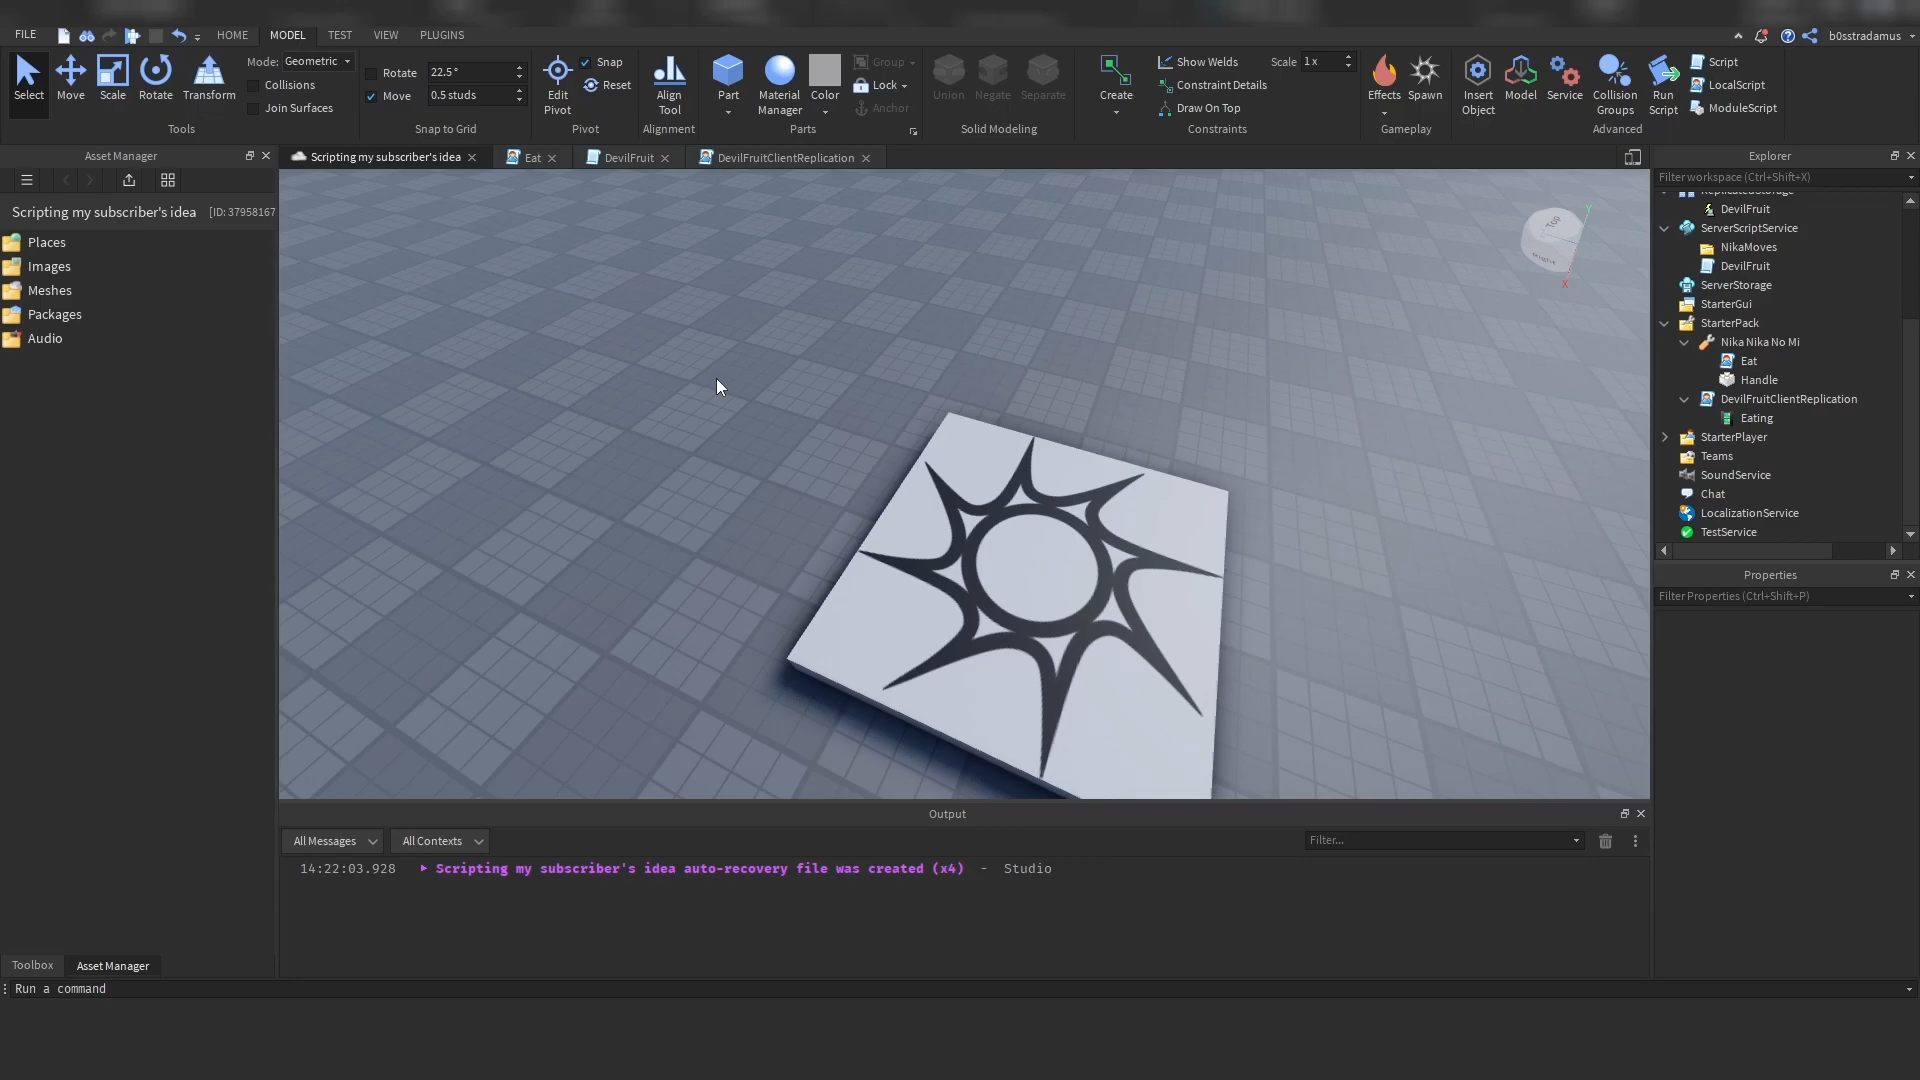 FILE HOME MODEL TEST VIEW PLUGINS b0sstradamus
Select Move Scale Rotate Transform
Mode: Geometric
Collisions
Join Surfaces
Tools
Rotate 22.5°
Move 0.5 studs
Snap to Grid
Edit
Pivot
Snap
Reset
Pivot
Align
Tool
Alignment
Part
Material
Manager
Color
Group
Lock
Anchor
Parts
Union Negate Separate
Solid Modeling
Create
Show Welds
Constraint Details
Draw On Top
Scale 1x
Constraints
Effects Spawn
Gameplay
Insert
Object
Model
Service
Collision
Groups
Run
Script
Script
LocalScript
ModuleScript
Advanced
Asset Manager
Scripting my subscriber's idea [ID: 37958167
Places
Images
Meshes
Packages
Audio
Toolbox Asset Manager
Scripting my subscriber's idea Eat DevilFruit DevilFruitClientReplication
Top
Right
Y
X
Output
All Messages All Contexts Filter...
14:22:03.928 Scripting my subscriber's idea auto-recovery file was created (x4) - Studio
Run a command
Explorer
Filter workspace (Ctrl+Shift+X)
ReplicatedStorage
DevilFruit
ServerScriptService
NikaMoves
DevilFruit
ServerStorage
StarterGui
StarterPack
Nika Nika No Mi
Eat
Handle
DevilFruitClientReplication
Eating
StarterPlayer
Teams
SoundService
Chat
LocalizationService
TestService
Properties
Filter Properties (Ctrl+Shift+P)